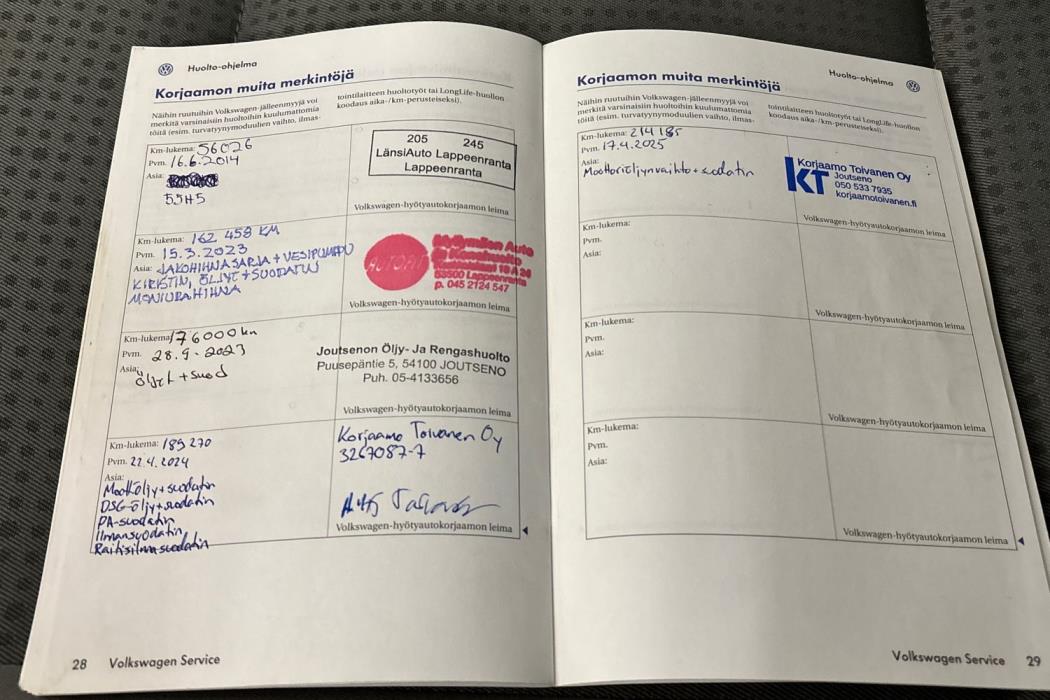 Huolto-ohjelma
Korjaamon muita merkintöjä
Näihin ruutuihin Volkswagen-jälleenmyyjä voi
merkitä varsinaisiin huoltoihin kuulumattomia
töitä (esim. turvatyynymoduulien vaihto, ilmas-
tointilaitteen huoltotyöt tai LongLife-huollon
koodaus aika-/km-perusteiseksi).
Km-lukema: 56026
Pvm. 16.6.2014
Asia:
55H5
205 245
LänsiAuto Lappeenranta
Lappeenranta
Volkswagen-hyötyautokorjaamon leima
Km-lukema: 162 458 KM
Pvm. 15.3.2023
Asia: JAKOHIHNASARJA + VESIPUMPPU
KIRISTIN, ÖLJYT + SUODATIN
MONIURAHIHNA
AUTOFIT
Auto
53500 Lappeenranta
p. 045 2124 547
Volkswagen-hyötyautokorjaamon leima
Km-lukema: 176000 km
Pvm. 28.9.2023
Asia: Öljyt + suod
Joutsenon Öljy- Ja Rengashuolto
Puusepäntie 5, 54100 JOUTSENO
Puh. 05-4133656
Volkswagen-hyötyautokorjaamon leima
Km-lukema: 189 270
Pvm. 22.4.2024
Asia:
Moott.öljy+suodatin
DSG-öljy+suodatin
PA-suodatin
Ilmansuodatin
Raitisilmasuodatin
Korjaamo Toivanen Oy
3267087-7
Volkswagen-hyötyautokorjaamon leima
28 Volkswagen Service
Huolto-ohjelma
Korjaamon muita merkintöjä
Näihin ruutuihin Volkswagen-jälleenmyyjä voi
merkitä varsinaisiin huoltoihin kuulumattomia
töitä (esim. turvatyynymoduulien vaihto, ilmas-
tointilaitteen huoltotyöt tai LongLife-huollon
koodaus aika-/km-perusteiseksi).
Km-lukema: 214 185
Pvm. 17.4.2025
Asia:
Moottoriöljynvaihto + suodatin
KT
Korjaamo Toivanen Oy
Joutseno
050 533 7935
korjaamotoivanen.fi
Volkswagen-hyötyautokorjaamon leima
Km-lukema:
Pvm.
Asia:
Volkswagen-hyötyautokorjaamon leima
Km-lukema:
Pvm.
Asia:
Volkswagen-hyötyautokorjaamon leima
Km-lukema:
Pvm.
Asia:
Volkswagen-hyötyautokorjaamon leima
Volkswagen Service 29